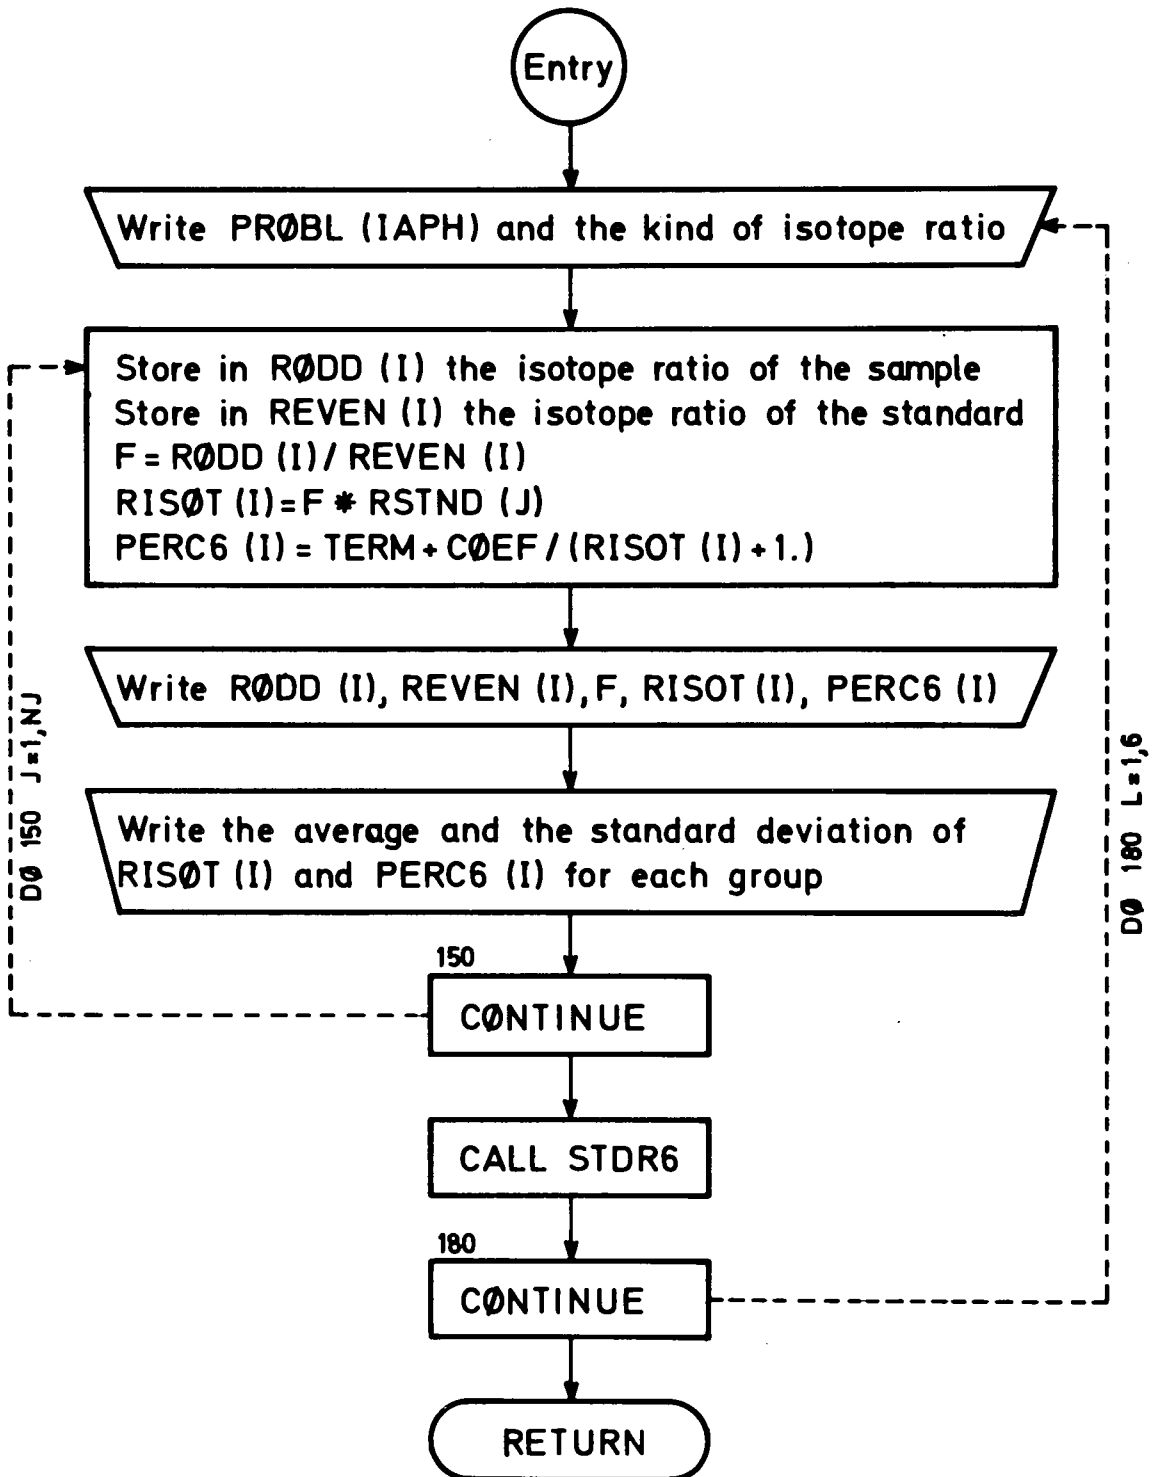 Entry
Write PRØBL (IAPH) and the kind of isotope ratio
Store in RØDD (I) the isotope ratio of the sample
Store in REVEN (I) the isotope ratio of the standard
F = RØDD (I) / REVEN (I)
RISØT (I) = F * RSTND (J)
PERC6 (I) = TERM + CØEF / (RISOT (I) + 1.)
Write RØDD (I), REVEN (I), F, RISOT (I), PERC6 (I)
Write the average and the standard deviation of
RISØT (I) and PERC6 (I) for each group
150
CØNTINUE
CALL STDR6
180
CØNTINUE
RETURN
DØ 150 J=1,NJ
DØ 180 L=1,6